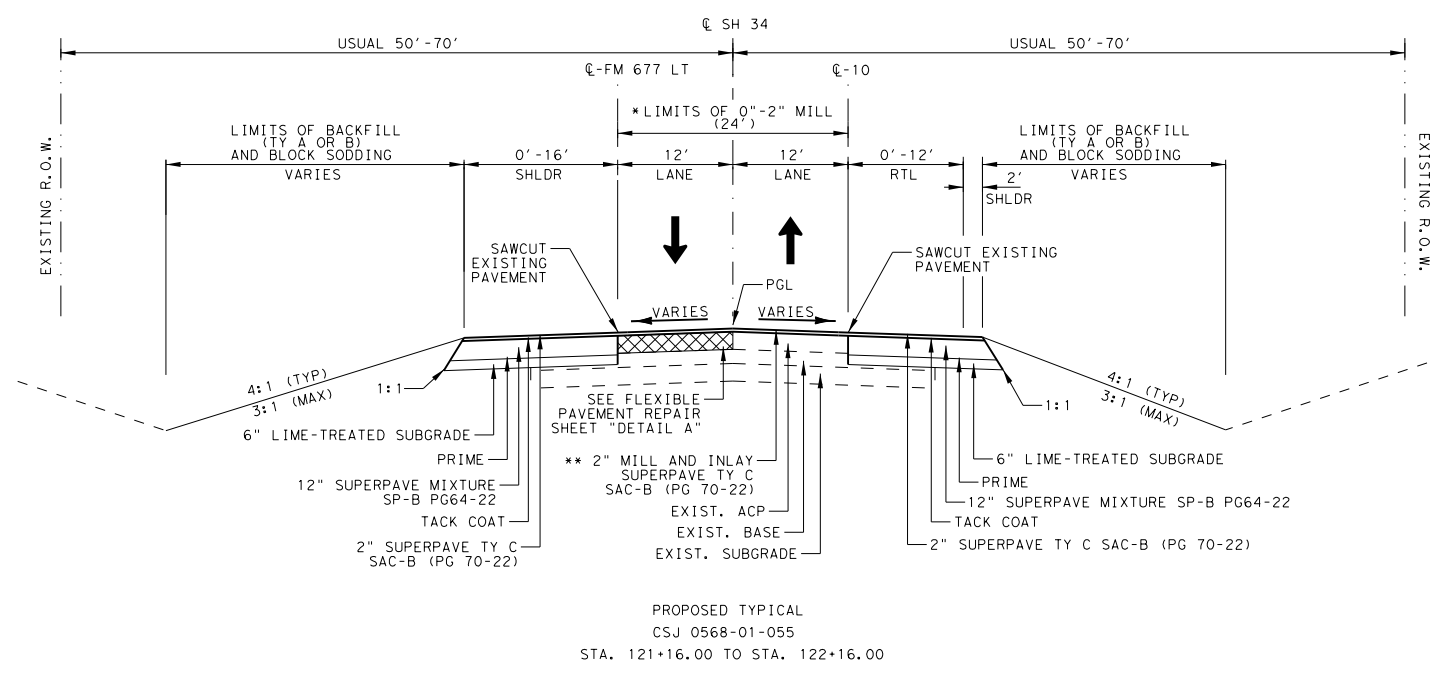 ℄ SH 34
USUAL 50'-70'
USUAL 50'-70'
℄-FM 677 LT
℄-10
*LIMITS OF 0"-2" MILL
(24')
LIMITS OF BACKFILL
(TY A OR B)
AND BLOCK SODDING
VARIES
0'-16'
SHLDR
12'
LANE
12'
LANE
0'-12'
RTL
2'
SHLDR
LIMITS OF BACKFILL
(TY A OR B)
AND BLOCK SODDING
VARIES
EXISTING R.O.W.
EXISTING R.O.W.
SAWCUT
EXISTING
PAVEMENT
SAWCUT EXISTING
PAVEMENT
PGL
VARIES
VARIES
4:1 (TYP)
3:1 (MAX)
1:1
4:1 (TYP)
3:1 (MAX)
1:1
SEE FLEXIBLE
PAVEMENT REPAIR
SHEET "DETAIL A"
6" LIME-TREATED SUBGRADE
PRIME
12" SUPERPAVE MIXTURE
SP-B PG64-22
TACK COAT
2" SUPERPAVE TY C
SAC-B (PG 70-22)
** 2" MILL AND INLAY
SUPERPAVE TY C
SAC-B (PG 70-22)
EXIST. ACP
EXIST. BASE
EXIST. SUBGRADE
6" LIME-TREATED SUBGRADE
PRIME
12" SUPERPAVE MIXTURE SP-B PG64-22
TACK COAT
2" SUPERPAVE TY C SAC-B (PG 70-22)
PROPOSED TYPICAL
CSJ 0568-01-055
STA. 121+16.00 TO STA. 122+16.00